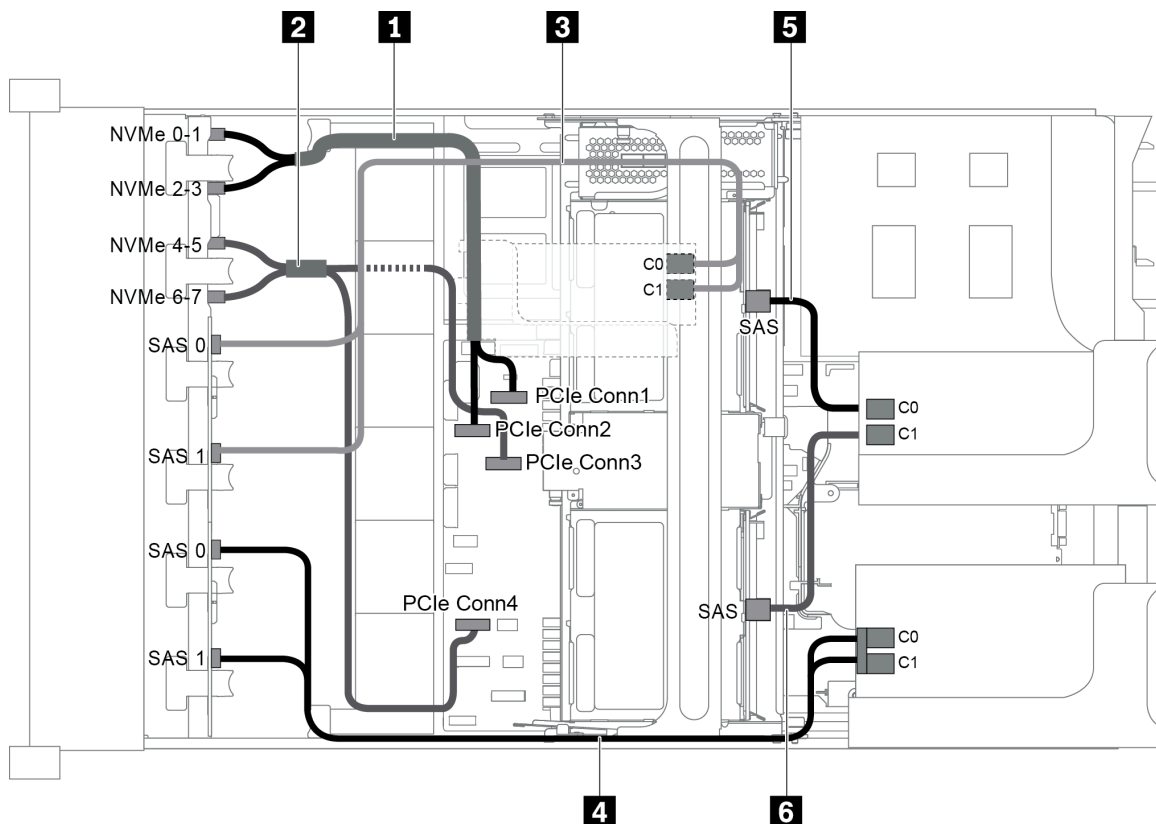 2
1
3
5
NVMe 0-1
NVMe 2-3
NVMe 4-5
NVMe 6-7
C0
C1
SAS
SAS 0
PCIe Conn1
C0
PCIe Conn2
C1
SAS 1
PCIe Conn3
SAS 0
PCIe Conn4
SAS
C0
SAS 1
C1
4
6